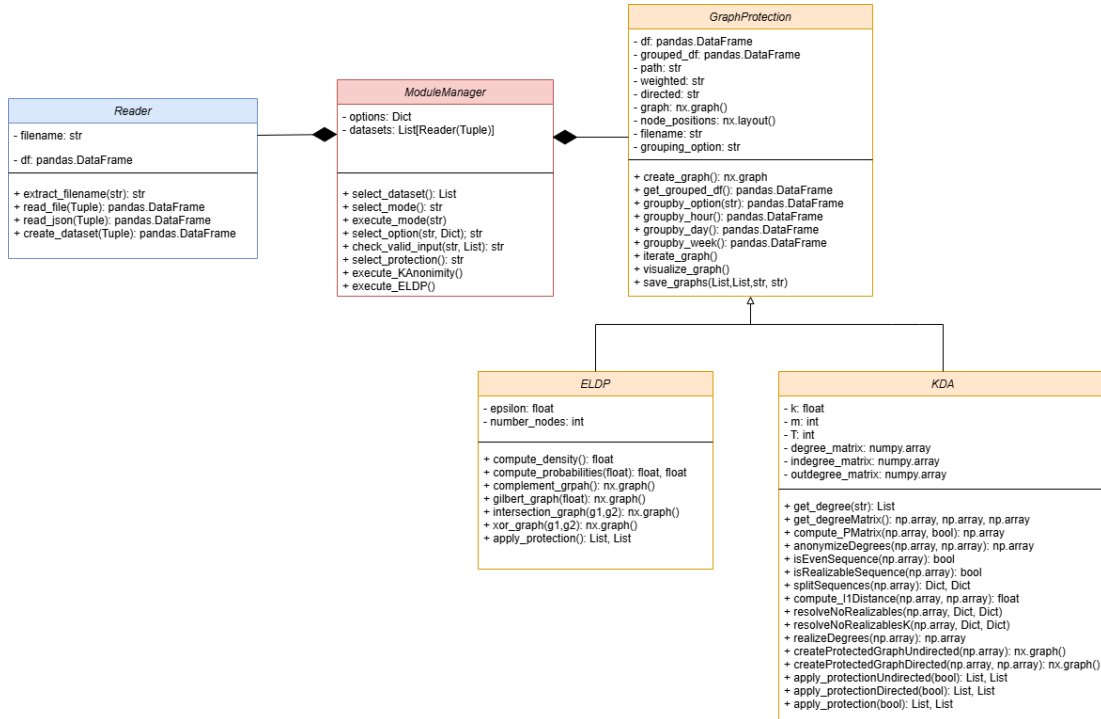 GraphProtection
- df: pandas.DataFrame
- grouped_df: pandas.DataFrame
- path: str
- weighted: str
- directed: str
- graph: nx.graph()
- node_positions: nx.layout()
- filename: str
- grouping_option: str
+ create_graph(): nx.graph
+ get_grouped_df(): pandas.DataFrame
+ groupby_option(str): pandas.DataFrame
+ groupby_hour(): pandas.DataFrame
+ groupby_day(): pandas.DataFrame
+ groupby_week(): pandas.DataFrame
+ iterate_graph()
+ visualize_graph()
+ save_graphs(List,List,str, str)
ModuleManager
- options: Dict
- datasets: List[Reader(Tuple)]
+ select_dataset(): List
+ select_mode(): str
+ execute_mode(str)
+ select_option(str, Dict); str
+ check_valid_input(str, List): str
+ select_protection(): str
+ execute_KAnonimity()
+ execute_ELDP()
Reader
- filename: str
- df: pandas.DataFrame
+ extract_filename(str): str
+ read_file(Tuple): pandas.DataFrame
+ read_json(Tuple): pandas.DataFrame
+ create_dataset(Tuple): pandas.DataFrame
ELDP
- epsilon: float
- number_nodes: int
+ compute_density(): float
+ compute_probabilities(float): float, float
+ complement_grpah(): nx.graph()
+ gilbert_graph(float): nx.graph()
+ intersection_graph(g1,g2): nx.graph()
+ xor_graph(g1,g2): nx.graph()
+ apply_protection(): List, List
KDA
- k: float
- m: int
- T: int
- degree_matrix: numpy.array
- indegree_matrix: numpy.array
- outdegree_matrix: numpy.array
+ get_degree(str): List
+ get_degreeMatrix(): np.array, np.array, np.array
+ compute_PMatrix(np.array, bool): np.array
+ anonymizeDegrees(np.array, np.array): np.array
+ isEvenSequence(np.array): bool
+ isRealizableSequence(np.array): bool
+ splitSequences(np.array): Dict, Dict
+ compute_l1Distance(np.array, np.array): float
+ resolveNoRealizables(np.array, Dict, Dict)
+ resolveNoRealizablesK(np.array, Dict, Dict)
+ realizeDegrees(np.array): np.array
+ createProtectedGraphUndirected(np.array): nx.graph()
+ createProtectedGraphDirected(np.array, np.array): nx.graph()
+ apply_protectionUndirected(bool): List, List
+ apply_protectionDirected(bool): List, List
+ apply_protection(bool): List, List